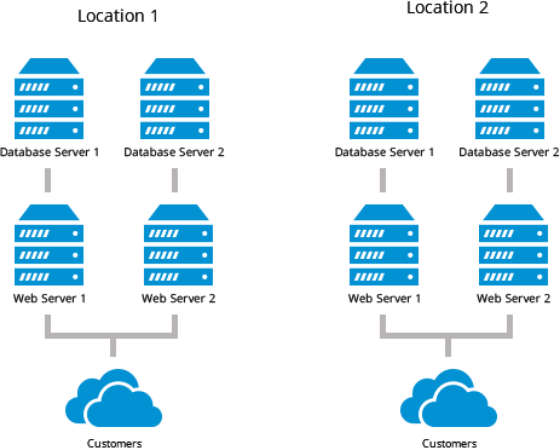 Location 1
Location 2
Database Server 1
Database Server 2
Database Server 1
Database Server 2
Web Server 1
Web Server 2
Web Server 1
Web Server 2
Customers
Customers